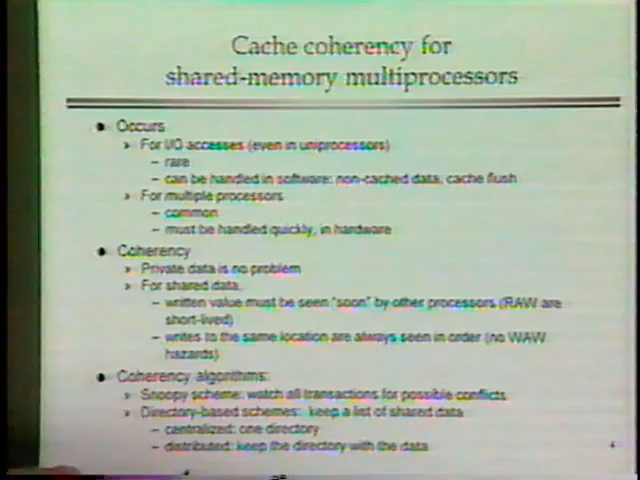 Cache coherency for
shared-memory multiprocessors
Occurs
For I/O accesses (even in uniprocessors)
– rare
– can be handled in software: non-cached data, cache flush
For multiple processors
– common
– must be handled quickly, in hardware
Coherency
Private data is no problem
For shared data,
– written value must be seen "soon" by other processors (RAW are
short-lived)
– writes to the same location are always seen in order (no WAW
hazards)
Coherency algorithms:
Snoopy scheme: watch all transactions for possible conflicts
Directory-based schemes: keep a list of shared data
– centralized: one directory
– distributed: keep the directory with the data
4